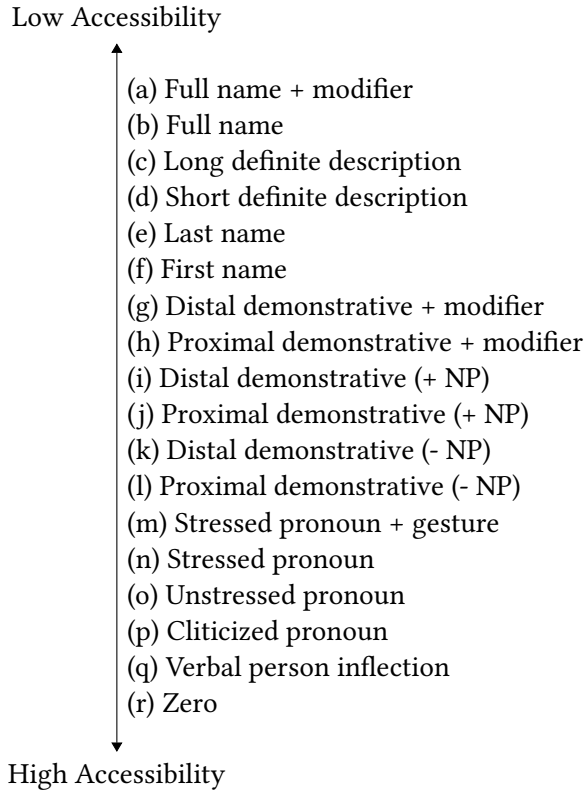 Low Accessibility
(a) Full name + modifier
(b) Full name
(c) Long definite description
(d) Short definite description
(e) Last name
(f) First name
(g) Distal demonstrative + modifier
(h) Proximal demonstrative + modifier
(i) Distal demonstrative (+ NP)
(j) Proximal demonstrative (+ NP)
(k) Distal demonstrative (- NP)
(l) Proximal demonstrative (- NP)
(m) Stressed pronoun + gesture
(n) Stressed pronoun
(o) Unstressed pronoun
(p) Cliticized pronoun
(q) Verbal person inflection
(r) Zero
High Accessibility